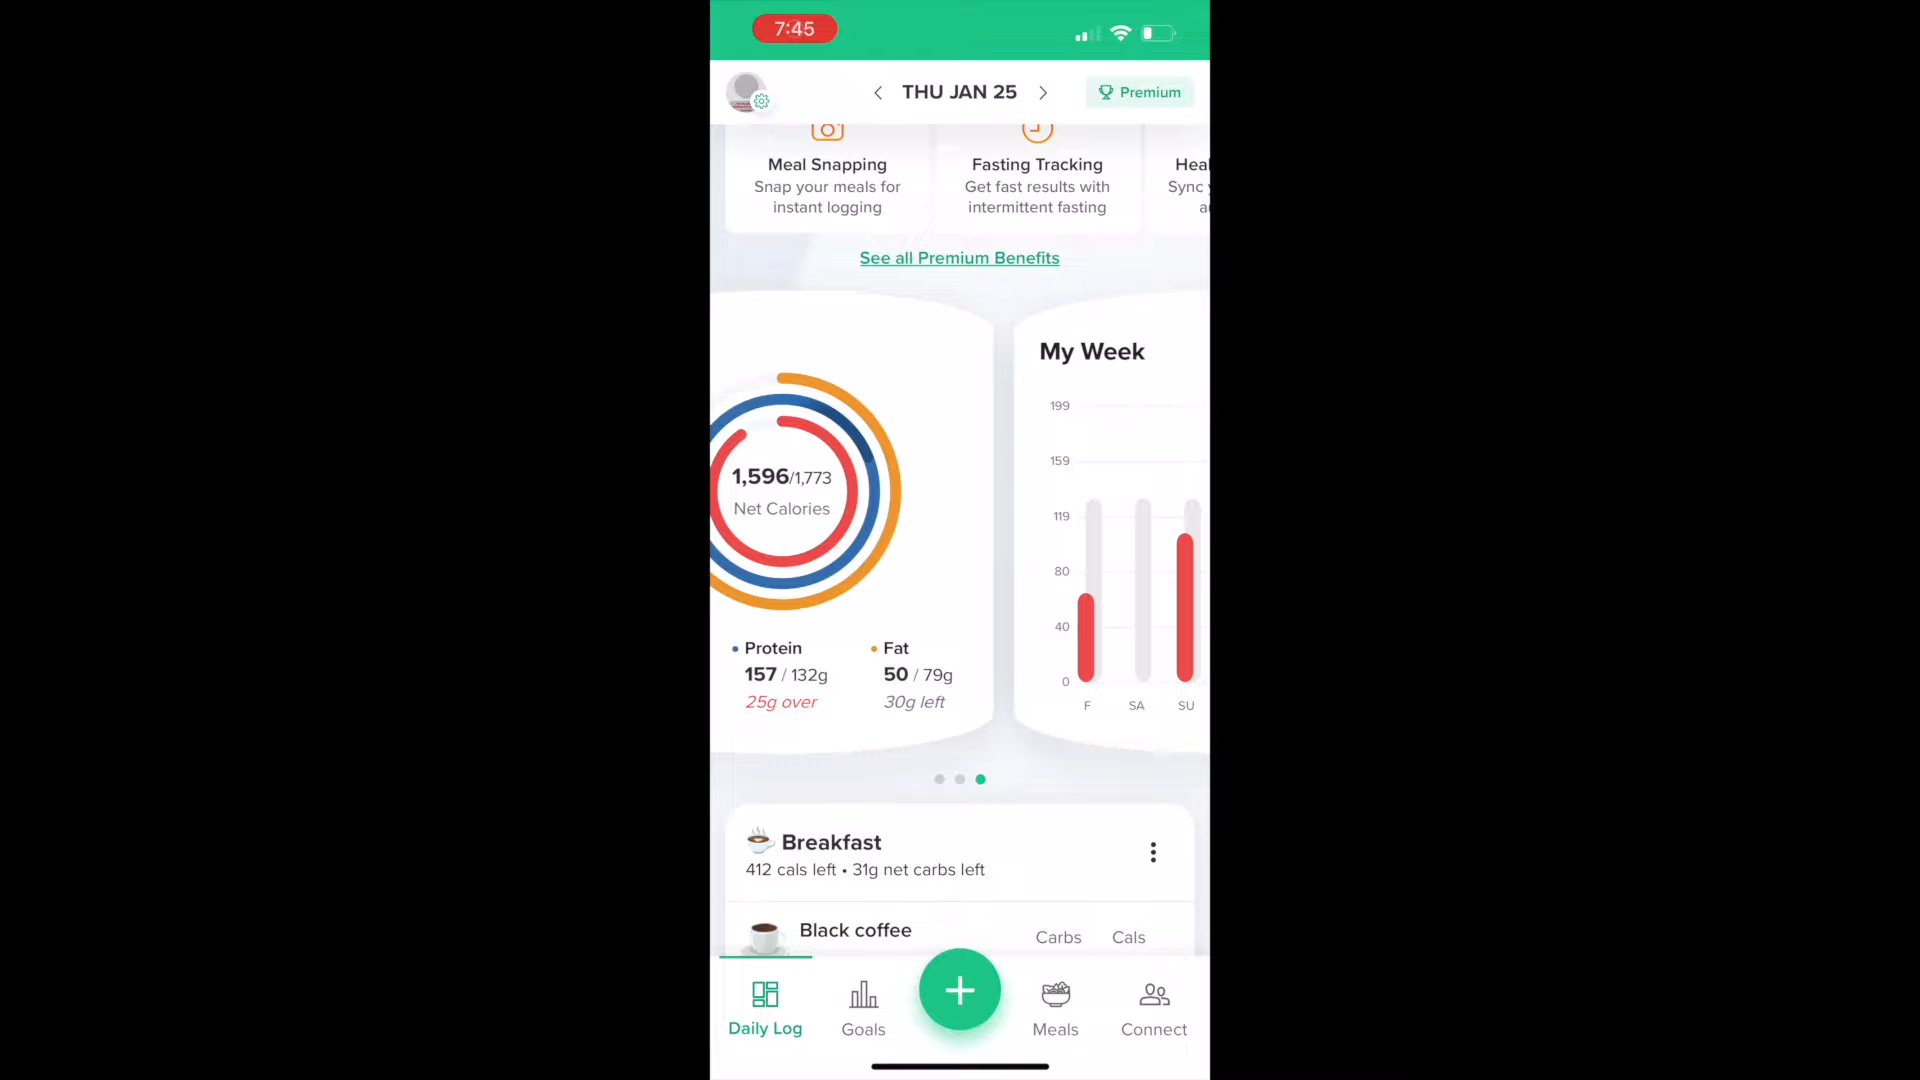 7:45
THU JAN 25
Premium
Meal Snapping
Snap your meals for
instant logging
Fasting Tracking
Get fast results with
intermittent fasting
Heal
Sync
See all Premium Benefits
1,596/1,773
Net Calories
Protein
157 / 132g
25g over
Fat
50 / 79g
30g left
My Week
199
159
119
80
40
0
F SA SU
Breakfast
412 cals left • 31g net carbs left
Black coffee
Carbs Cals
Daily Log
Goals
Meals
Connect